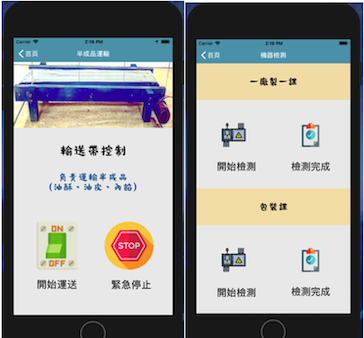 2:16 PM
首頁
半成品運輸
輸送帶控制
負責運輸半成品
(油酥、油皮、內餡)
ON
OFF
STOP
開始運送
緊急停止
2:16 PM
首頁
機器檢測
一廠製一課
開始檢測
檢測完成
包裝課
開始檢測
檢測完成